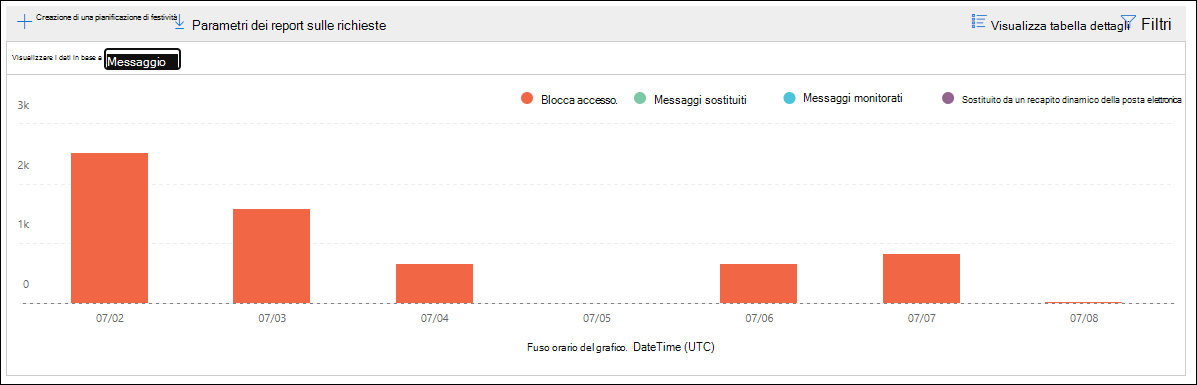 Creazione di una pianificazione di festività
Parametri dei report sulle richieste
Visualizza tabella dettagli
Filtri
Visualizzare i dati in base a
Messaggio
Blocca accesso.
Messaggi sostituiti
Messaggi monitorati
Sostituito da un recapito dinamico della posta elettronica
3k
2k
1k
0
07/02
07/03
07/04
07/05
07/06
07/07
07/08
Fuso orario del grafico. DateTime (UTC)